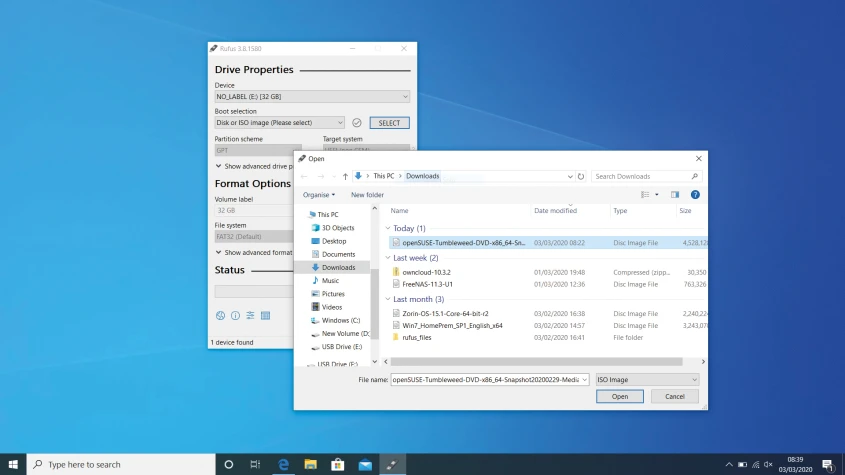 Rufus 3.8.1580
Drive Properties
Device
NO_LABEL (E:) [32 GB]
Boot selection
Disk or ISO image (Please select)
SELECT
Partition scheme
Target system
GPT
Show advanced drive p
Format Options
Volume label
32 GB
File system
FAT32 (Default)
Show advanced format
Status
1 device found
Open
This PC
Downloads
Search Downloads
Organise
New folder
This PC
3D Objects
Desktop
Documents
Downloads
Music
Pictures
Videos
Windows (C:)
New Volume (D:
USB Drive (E:)
USB Drive (E:)
Name Date modified Type Size
Today (1)
openSUSE-Tumbleweed-DVD-x86_64-Sn... 03/03/2020 08:22 Disc Image File 4,528,12
Last week (2)
owncloud-10.3.2 01/03/2020 19:48 Compressed (zipp... 30,350
FreeNAS-11.3-U1 01/03/2020 12:36 Disc Image File 763,326
Last month (3)
Zorin-OS-15.1-Core-64-bit-r2 03/02/2020 16:38 Disc Image File 2,240,22
Win7_HomePrem_SP1_English_x64 03/02/2020 14:57 Disc Image File 3,243,07
rufus_files 03/02/2020 16:41 File folder
File name: openSUSE-Tumbleweed-DVD-x86_64-Snapshot20200229-Media
ISO Image
Open
Cancel
Type here to search
08:39
03/03/2020